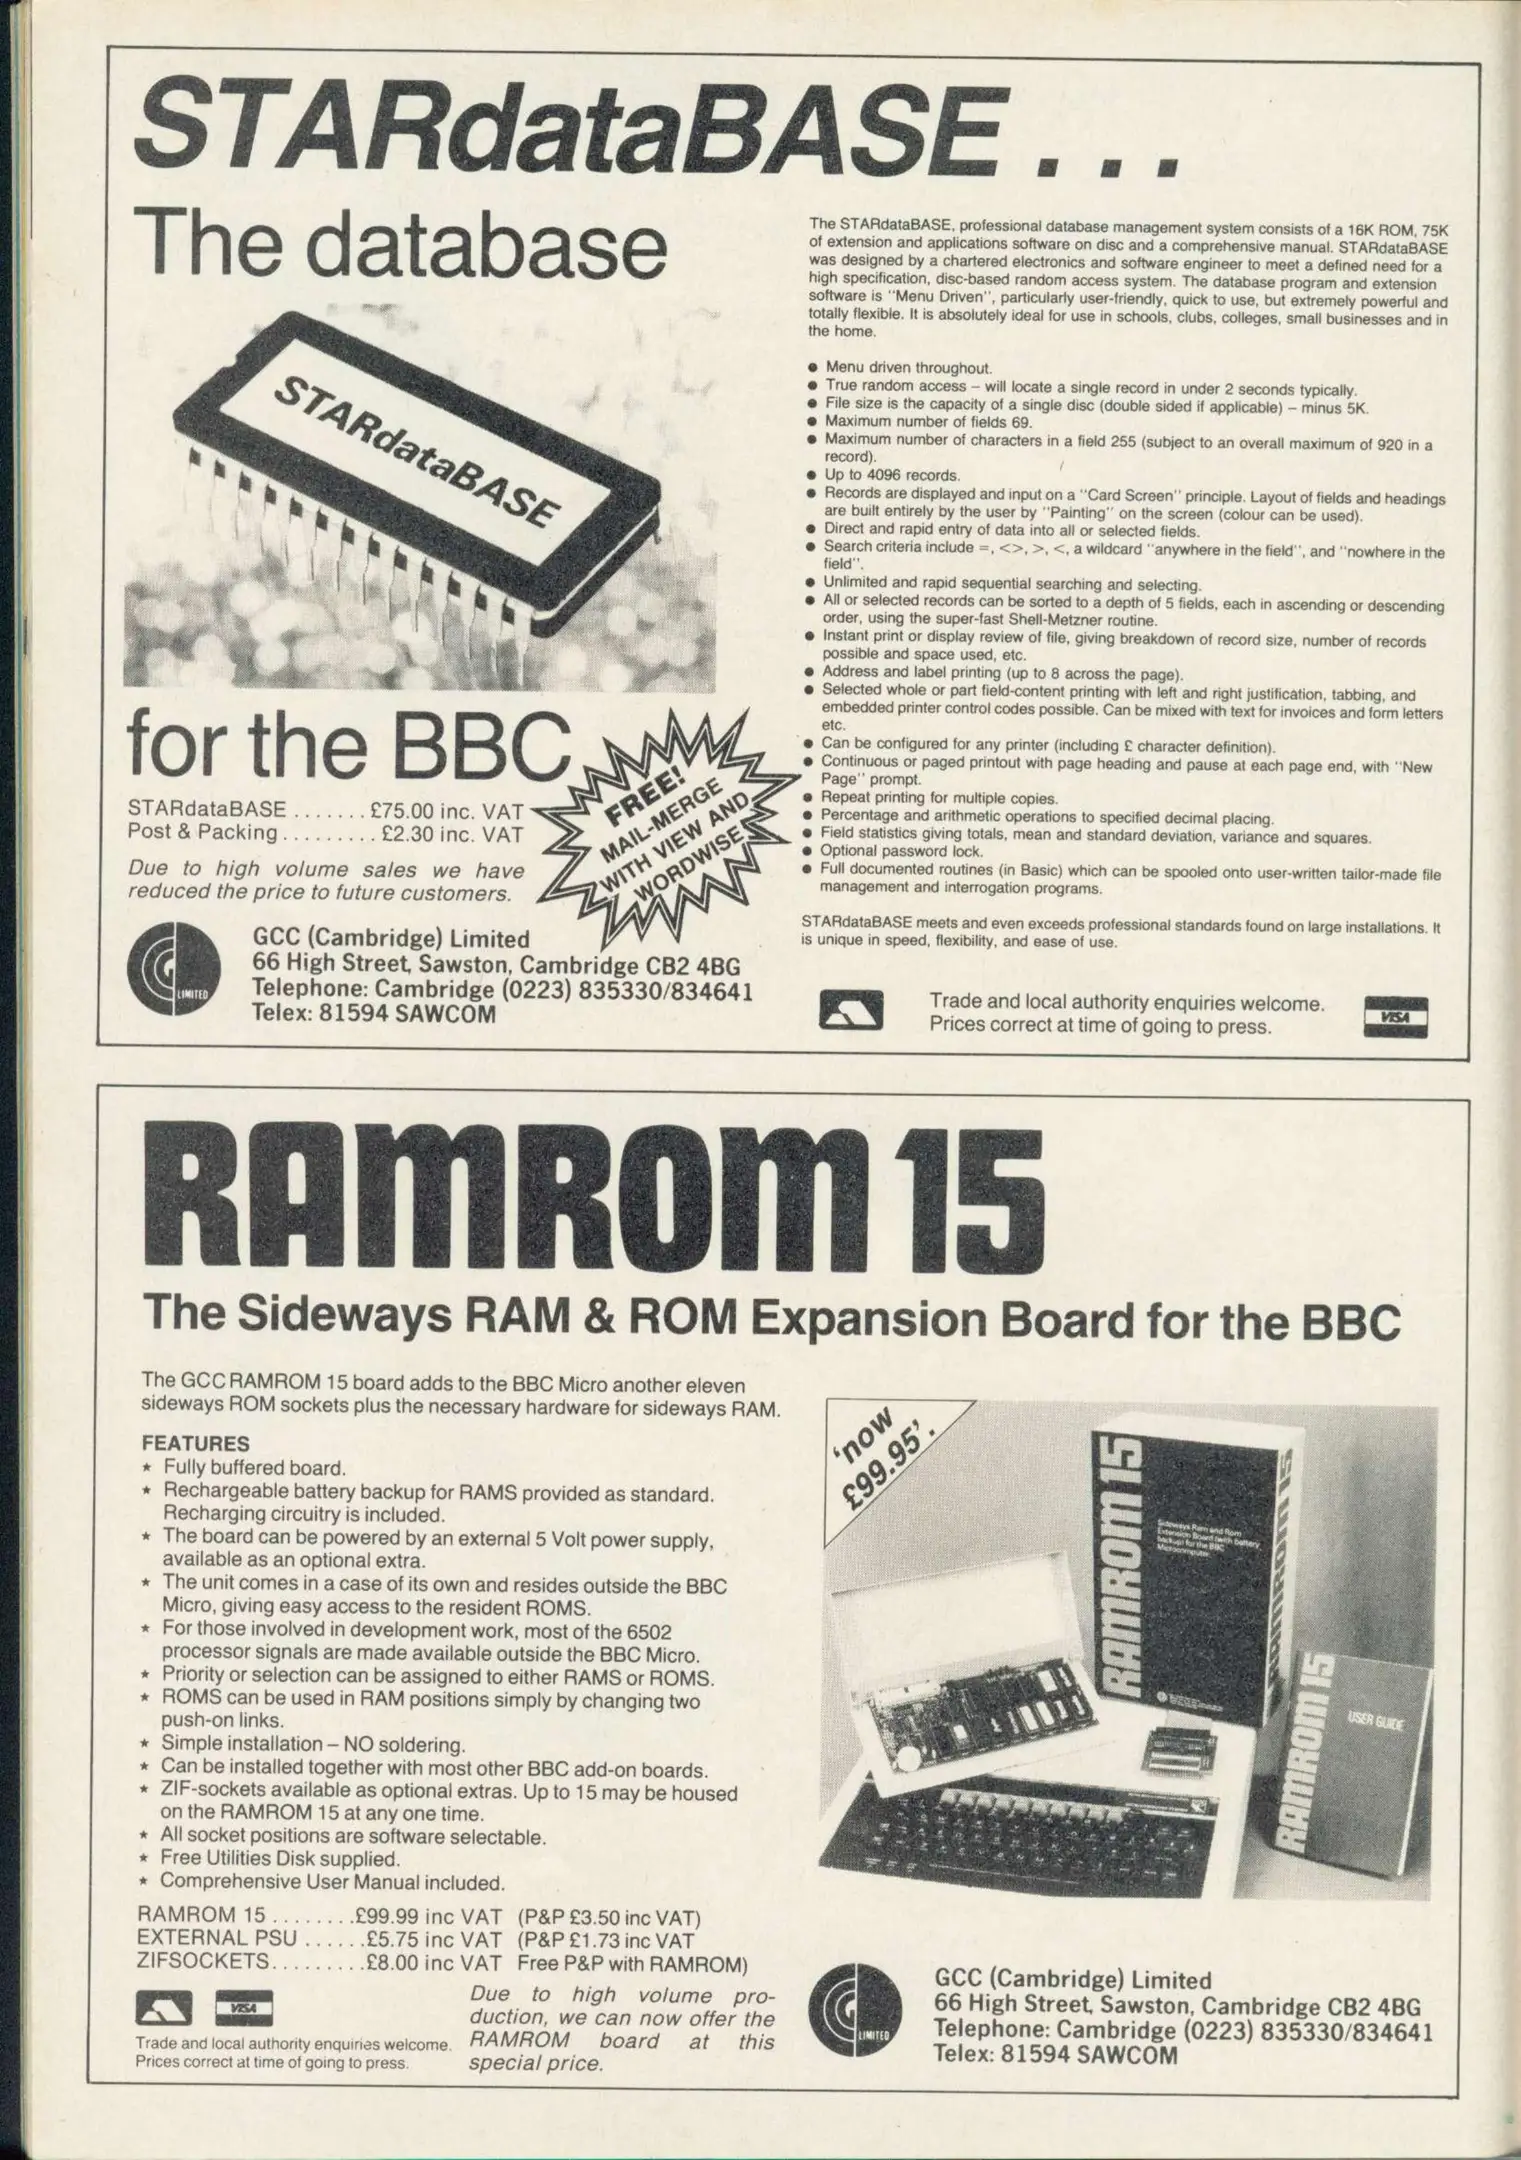 STARdataBASE...
The database
STARdataBASE
for the BBC
STARdataBASE ....... £75.00 inc. VAT
Post & Packing ......... £2.30 inc. VAT
Due to high volume sales we have
reduced the price to future customers.
FREE!
MAIL-MERGE
WITH VIEW AND
WORDWISE
GCC (Cambridge) Limited
66 High Street, Sawston, Cambridge CB2 4BG
Telephone: Cambridge (0223) 835330/834641
Telex: 81594 SAWCOM
G LIMITED
The STARdataBASE, professional database management system consists of a 16K ROM, 75K
of extension and applications software on disc and a comprehensive manual. STARdataBASE
was designed by a chartered electronics and software engineer to meet a defined need for a
high specification, disc-based random access system. The database program and extension
software is "Menu Driven", particularly user-friendly, quick to use, but extremely powerful and
totally flexible. It is absolutely ideal for use in schools, clubs, colleges, small businesses and in
the home.
● Menu driven throughout.
● True random access – will locate a single record in under 2 seconds typically.
● File size is the capacity of a single disc (double sided if applicable) – minus 5K.
● Maximum number of fields 69.
● Maximum number of characters in a field 255 (subject to an overall maximum of 920 in a
record).
● Up to 4096 records.
● Records are displayed and input on a "Card Screen" principle. Layout of fields and headings
are built entirely by the user by "Painting" on the screen (colour can be used).
● Direct and rapid entry of data into all or selected fields.
● Search criteria include =, <>, >, <, a wildcard "anywhere in the field", and "nowhere in the
field".
● Unlimited and rapid sequential searching and selecting.
● All or selected records can be sorted to a depth of 5 fields, each in ascending or descending
order, using the super-fast Shell-Metzner routine.
● Instant print or display review of file, giving breakdown of record size, number of records
possible and space used, etc.
● Address and label printing (up to 8 across the page).
● Selected whole or part field-content printing with left and right justification, tabbing, and
embedded printer control codes possible. Can be mixed with text for invoices and form letters
etc.
● Can be configured for any printer (including £ character definition).
● Continuous or paged printout with page heading and pause at each page end, with "New
Page" prompt.
● Repeat printing for multiple copies.
● Percentage and arithmetic operations to specified decimal placing.
● Field statistics giving totals, mean and standard deviation, variance and squares.
● Optional password lock.
● Full documented routines (in Basic) which can be spooled onto user-written tailor-made file
management and interrogation programs.
STARdataBASE meets and even exceeds professional standards found on large installations. It
is unique in speed, flexibility, and ease of use.
Trade and local authority enquiries welcome.
Prices correct at time of going to press.
VISA
RAMROM 15
The Sideways RAM & ROM Expansion Board for the BBC
The GCC RAMROM 15 board adds to the BBC Micro another eleven
sideways ROM sockets plus the necessary hardware for sideways RAM.
FEATURES
★ Fully buffered board.
★ Rechargeable battery backup for RAMS provided as standard.
Recharging circuitry is included.
★ The board can be powered by an external 5 Volt power supply,
available as an optional extra.
★ The unit comes in a case of its own and resides outside the BBC
Micro, giving easy access to the resident ROMS.
★ For those involved in development work, most of the 6502
processor signals are made available outside the BBC Micro.
★ Priority or selection can be assigned to either RAMS or ROMS.
★ ROMS can be used in RAM positions simply by changing two
push-on links.
★ Simple installation – NO soldering.
★ Can be installed together with most other BBC add-on boards.
★ ZIF-sockets available as optional extras. Up to 15 may be housed
on the RAMROM 15 at any one time.
★ All socket positions are software selectable.
★ Free Utilities Disk supplied.
★ Comprehensive User Manual included.
RAMROM 15 ........£99.99 inc VAT (P&P £3.50 inc VAT)
EXTERNAL PSU ......£5.75 inc VAT (P&P £1.73 inc VAT
ZIFSOCKETS.........£8.00 inc VAT Free P&P with RAMROM)
VISA
Trade and local authority enquiries welcome.
Prices correct at time of going to press.
Due to high volume pro-
duction, we can now offer the
RAMROM board at this
special price.
'now
£99.95'.
RAMROM 15
Sideways Ram and Rom
Extension Board (with battery
backup) for the BBC
Microcomputer
RAMROM 15
RAMROM 15
USER GUIDE
G LIMITED
GCC (Cambridge) Limited
66 High Street, Sawston, Cambridge CB2 4BG
Telephone: Cambridge (0223) 835330/834641
Telex: 81594 SAWCOM